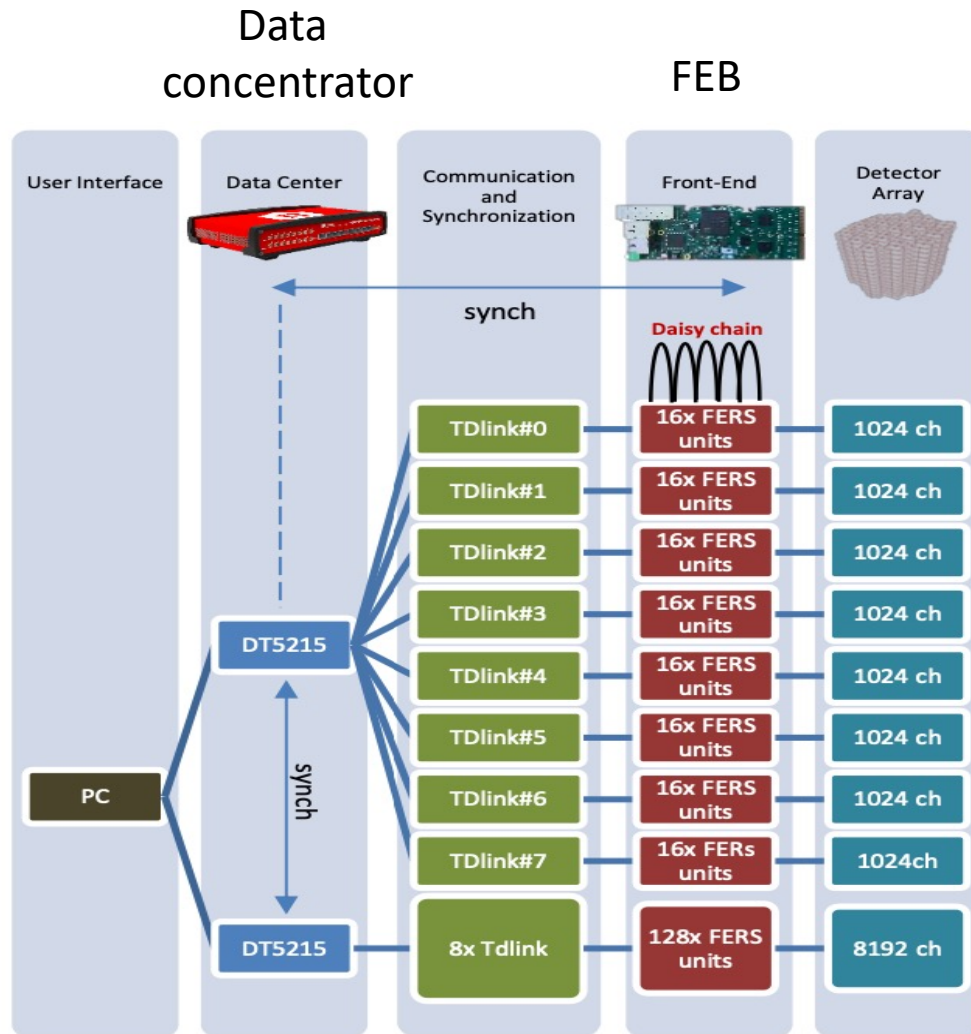 Data
concentrator
FEB
User Interface
Data Center
Communication
and
Synchronization
Front-End
Detector
Array
synch
Daisy chain
TDlink#0
16x FERS
units
1024 ch
TDlink#1
16x FERS
units
1024 ch
TDlink#2
16x FERS
units
1024 ch
TDlink#3
16x FERS
units
1024 ch
DT5215
TDlink#4
16x FERS
units
1024 ch
TDlink#5
16x FERS
units
1024 ch
synch
PC
TDlink#6
16x FERS
units
1024 ch
TDlink#7
16x FERs
units
1024ch
DT5215
8x Tdlink
128x FERS
units
8192 ch